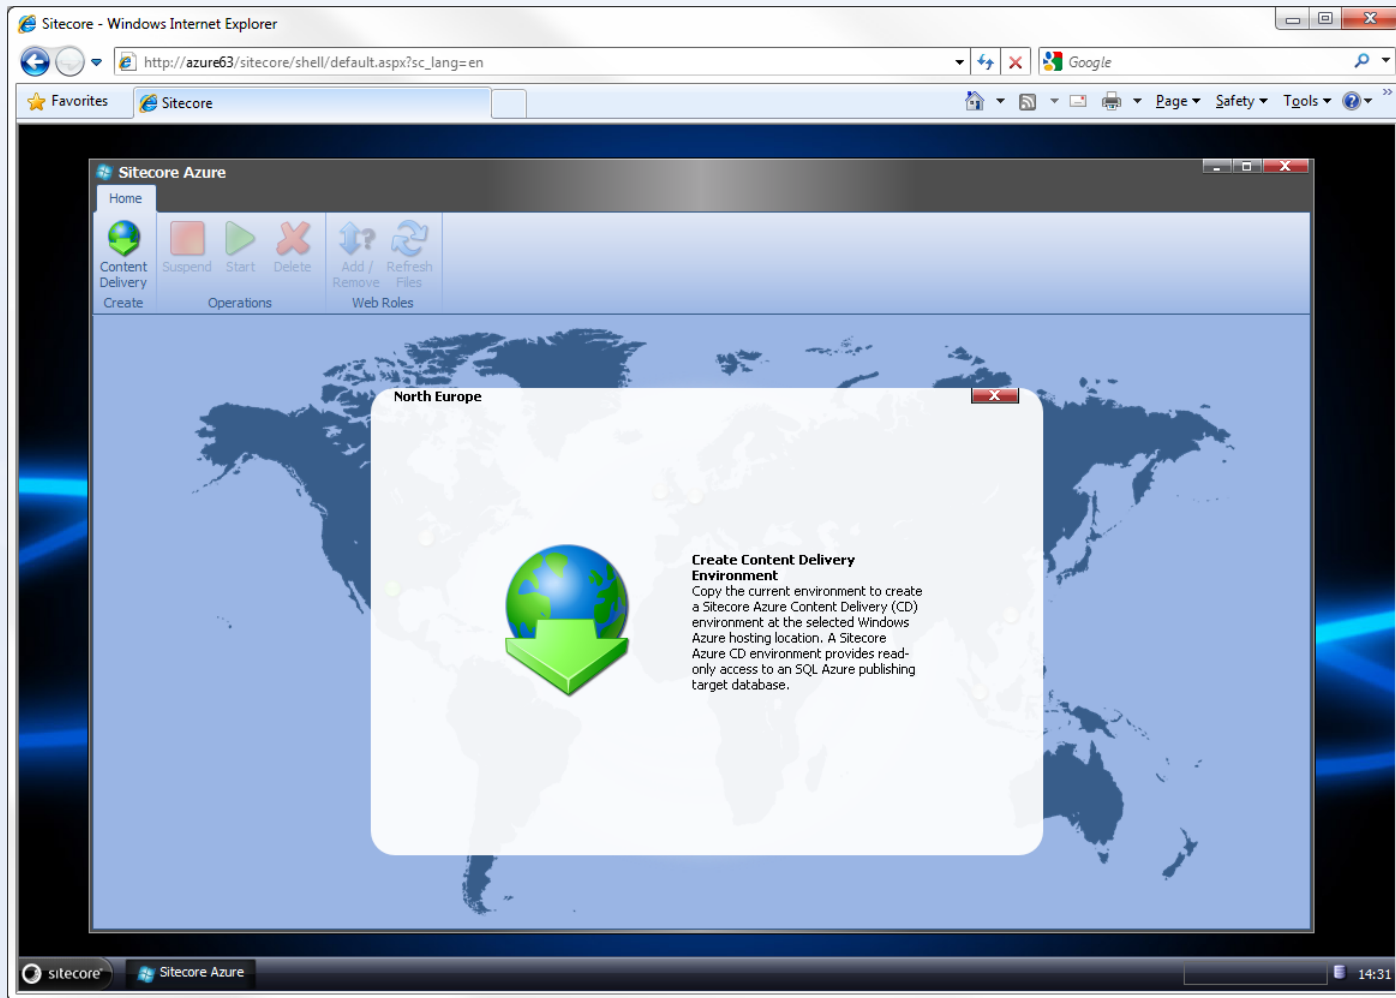 Sitecore - Windows Internet Explorer
http://azure63/sitecore/shell/default.aspx?sc_lang=en
Google
Favorites
Sitecore
Page
Safety
Tools
Sitecore Azure
Home
Content
Delivery
Suspend
Start
Delete
Add /
Remove
Refresh
Files
Create
Operations
Web Roles
North Europe
Create Content Delivery
Environment
Copy the current environment to create
a Sitecore Azure Content Delivery (CD)
environment at the selected Windows
Azure hosting location. A Sitecore
Azure CD environment provides read-
only access to an SQL Azure publishing
target database.
sitecore
Sitecore Azure
14:31